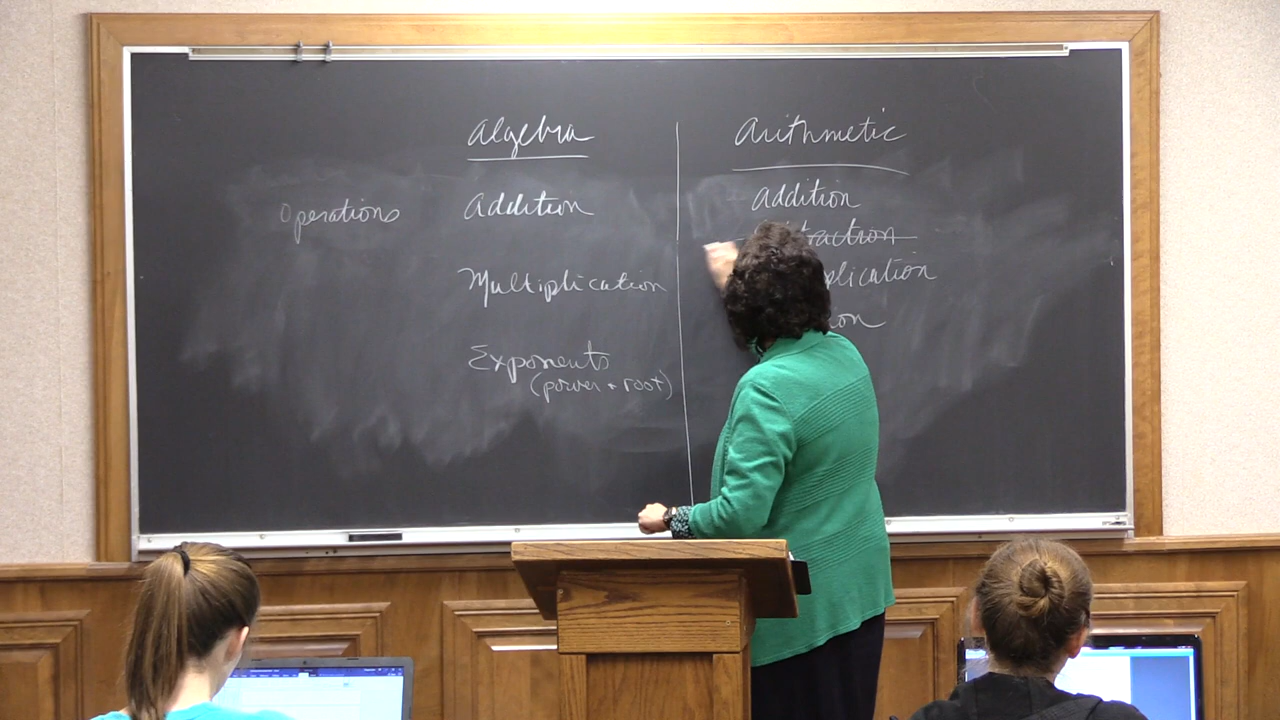 Algebra
Arithmetic
Operations
Addition
Addition
Multiplication
Exponents
(power + root)